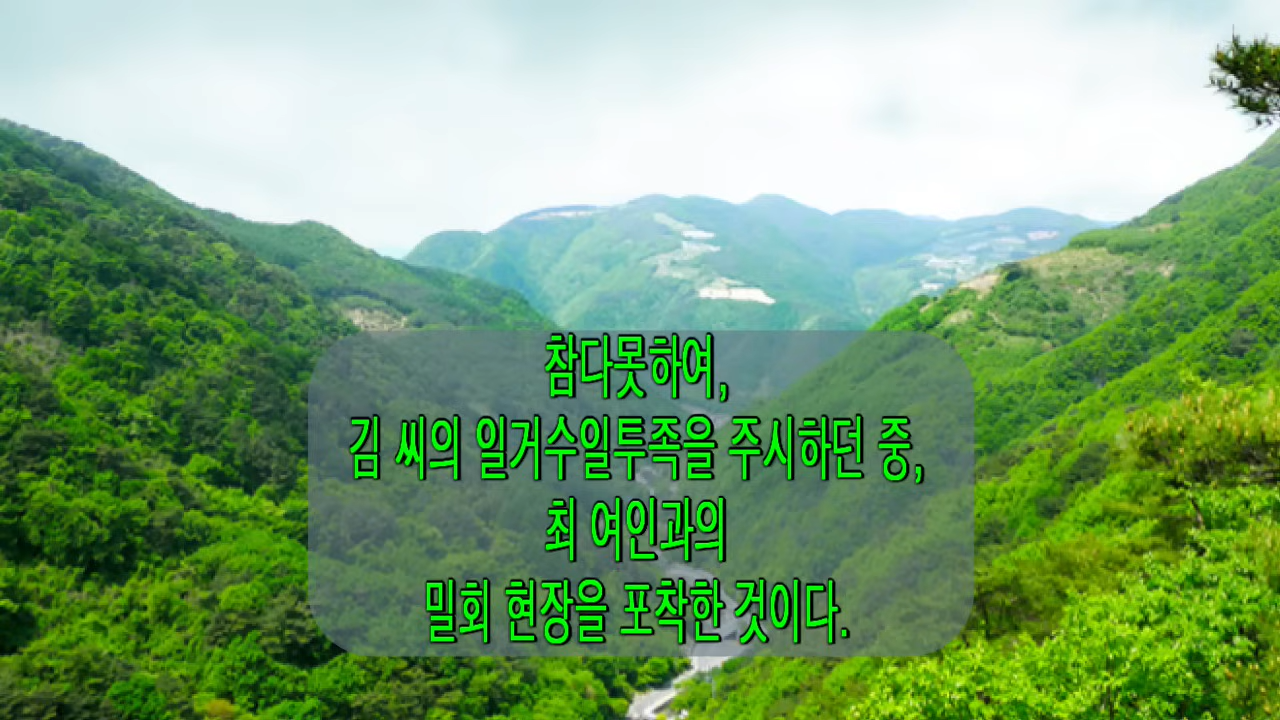 참다못하여,
김 씨의 일거수일투족을 주시하던 중,
최 여인과의
밀회 현장을 포착한 것이다.